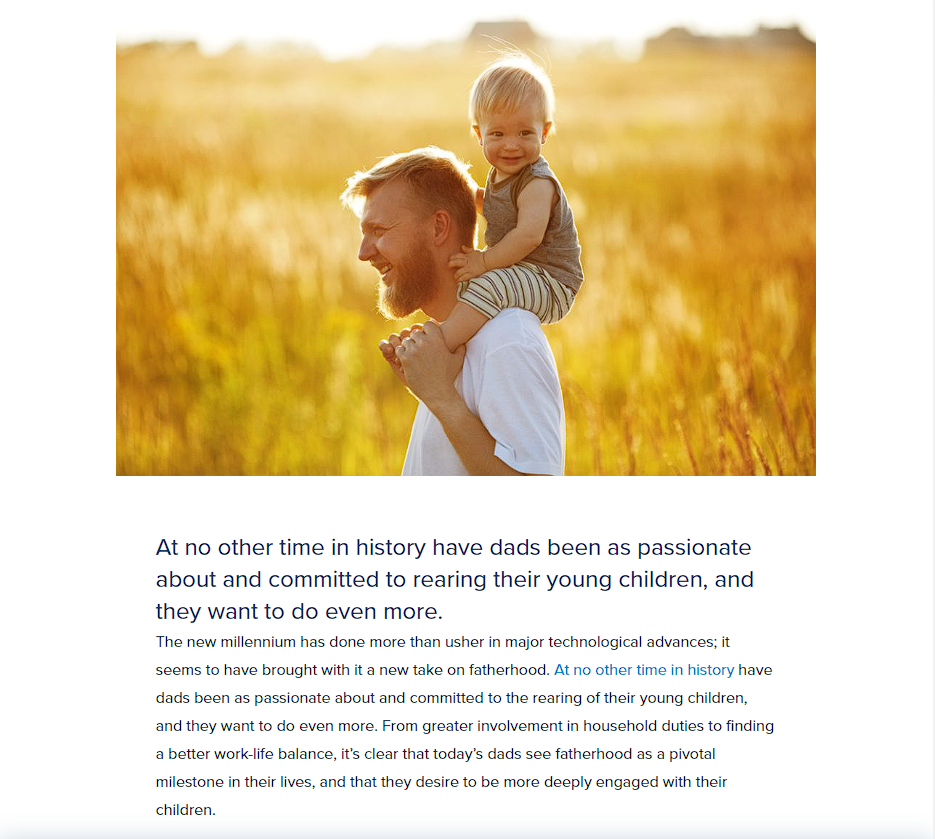 At no other time in history have dads been as passionate
about and committed to rearing their young children, and
they want to do even more.
The new millennium has done more than usher in major technological advances; it
seems to have brought with it a new take on fatherhood. At no other time in history have
dads been as passionate about and committed to the rearing of their young children,
and they want to do even more. From greater involvement in household duties to finding
a better work-life balance, it’s clear that today’s dads see fatherhood as a pivotal
milestone in their lives, and that they desire to be more deeply engaged with their
children.